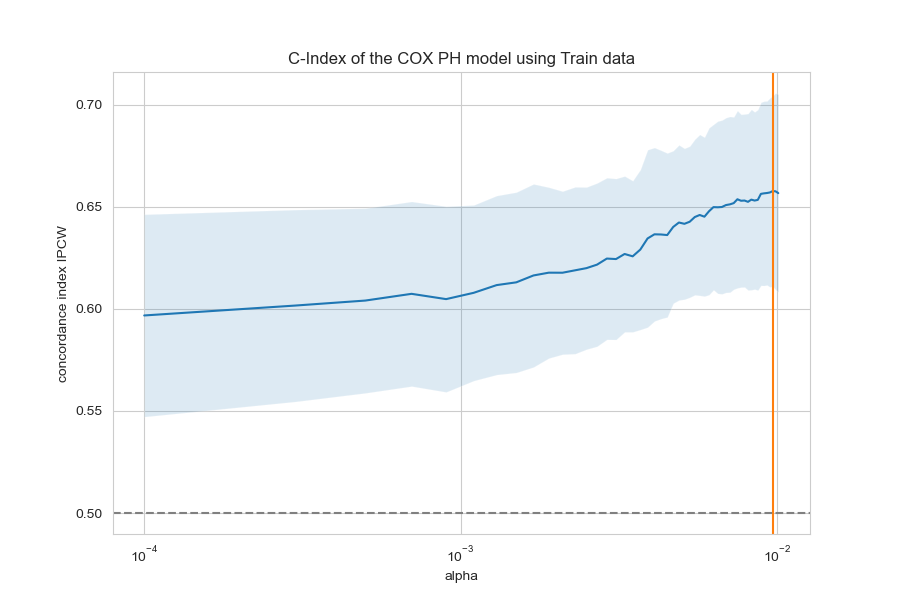 C-Index of the COX PH model using Train data
concordance index IPCW
0.70
0.65
0.60
0.55
0.50
10⁻⁴
10⁻³
10⁻²
alpha